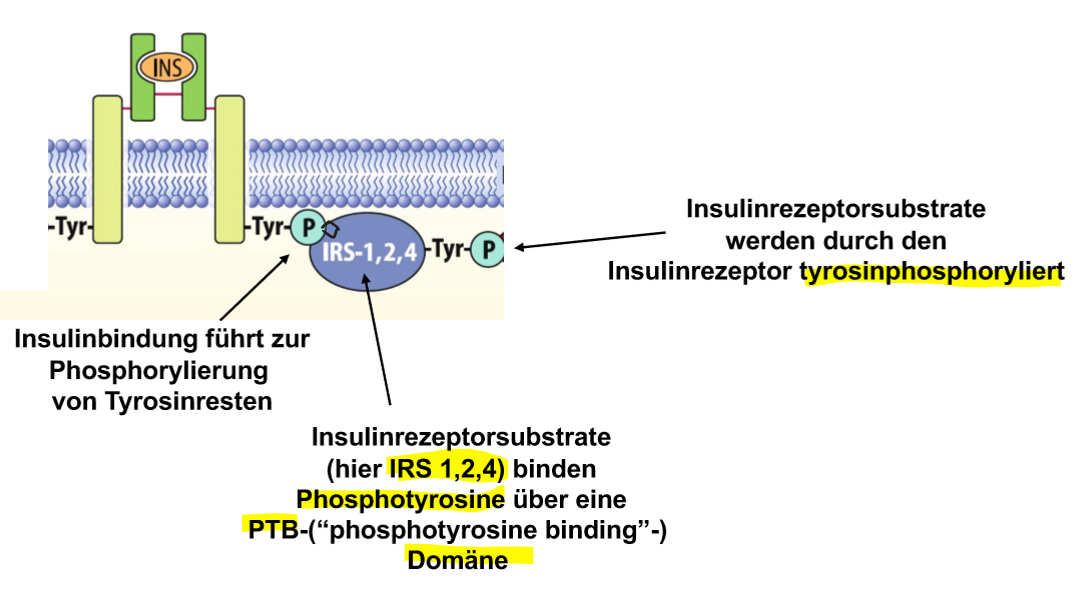 INS
-Tyr-
-Tyr-
P
IRS-1,2,4
-Tyr-
P
Insulinrezeptorsubstrate
werden durch den
Insulinrezeptor tyrosinphosphoryliert
Insulinbindung führt zur
Phosphorylierung
von Tyrosinresten
Insulinrezeptorsubstrate
(hier IRS 1,2,4) binden
Phosphotyrosine über eine
PTB-(“phosphotyrosine binding”-)
Domäne